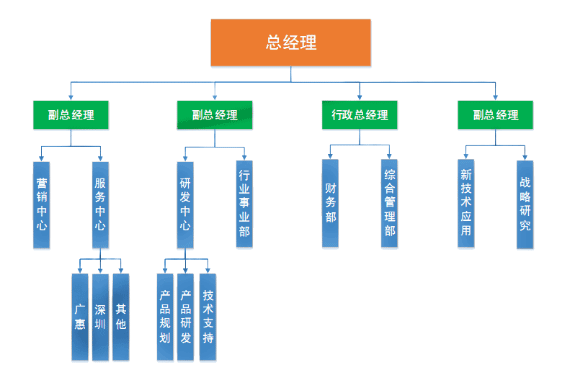 总经理
副总经理
副总经理
行政总经理
副总经理
营销中心
服务中心
研发中心
行业事业部
财务部
综合管理部
新技术应用
战略研究
广惠
深圳
其他
产品规划
产品研发
技术支持